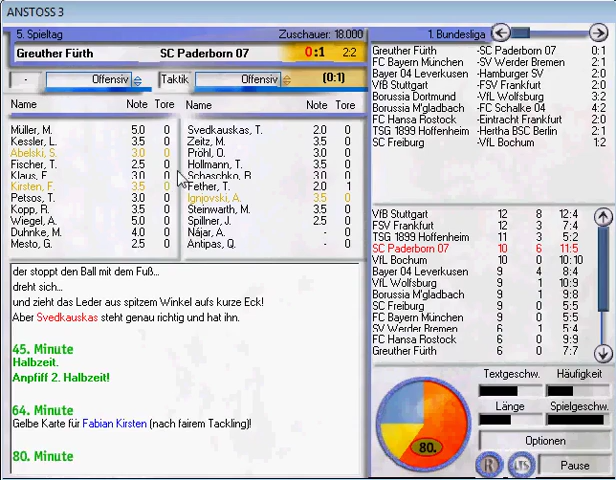 ANSTOSS 3
5. Spieltag Zuschauer: 18.000
Greuther Fürth SC Paderborn 07 0:1 2:2
- Offensiv Taktik Offensiv (0:1)
Name Note Tore Name Note Tore
Müller, M. 5.0 0 Svedkauskas, T. 2.0 0
Kessler, L. 3.5 0 Zeitz, M. 3.5 0
Abelski, S. 3.0 0 Pröhl, O. 3.0 0
Fischer, T. 2.5 0 Hollmann, T. 3.5 0
Klaus, F. 3.0 0 Schaschko, B. 3.0 0
Kirsten, F. 3.5 0 Fether, T. 2.0 1
Petsos, T. 3.0 0 Ignjovski, A. 3.5 0
Kopp, R. 3.5 0 Steinwarth, M. 3.5 0
Wiegel, A. 5.0 0 Spillner, J. 2.5 0
Duhnke, M. 4.0 0 Nájar, A. - 0
Mesto, G. 2.5 0 Antipas, Q. - 0
der stoppt den Ball mit dem Fuß...
dreht sich...
und zieht das Leder aus spitzem Winkel aufs kurze Eck!
Aber Svedkauskas steht genau richtig und hat ihn.
45. Minute
Halbzeit.
Anpfiff 2. Halbzeit!
64. Minute
Gelbe Karte für Fabian Kirsten (nach fairem Tackling)!
80. Minute
1. Bundesliga
Greuther Fürth -SC Paderborn 07 0:1
FC Bayern München -SV Werder Bremen 2:1
Bayer 04 Leverkusen -Hamburger SV 2:0
VfB Stuttgart -FSV Frankfurt 2:0
Borussia Dortmund -VfL Wolfsburg 3:2
Borussia M'gladbach -FC Schalke 04 4:2
FC Hansa Rostock -Eintracht Frankfurt 2:0
TSG 1899 Hoffenheim -Hertha BSC Berlin 2:1
SC Freiburg -VfL Bochum 1:2
VfB Stuttgart 12 8 12:4
FSV Frankfurt 12 3 7:4
TSG 1899 Hoffenheim 11 3 5:2
SC Paderborn 07 10 6 11:5
VfL Bochum 10 0 10:10
Bayer 04 Leverkusen 9 4 8:4
VfL Wolfsburg 9 1 10:9
Borussia M'gladbach 9 1 9:8
SC Freiburg 9 0 5:5
FC Bayern München 9 0 5:5
SV Werder Bremen 6 1 5:4
FC Hansa Rostock 6 0 9:9
Greuther Fürth 6 0 7:7
Textgeschw. Häufigkeit
Länge Spielgeschw.
80.
Optionen
R LTS Pause